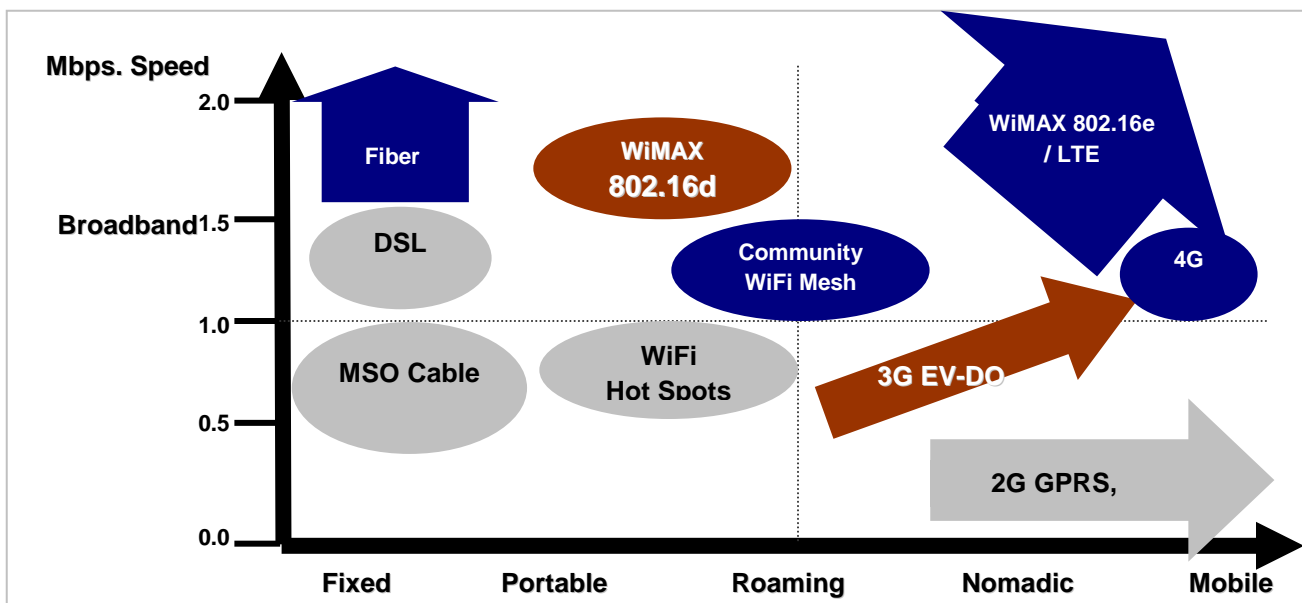 Mbps. Speed
2.0
Fiber
WiMAX
802.16d
WiMAX 802.16e
/ LTE
Broadband
1.5
DSL
Community
WiFi Mesh
4G
1.0
MSO Cable
WiFi
Hot Spots
3G EV-DO
0.5
2G GPRS,
0.0
Fixed
Portable
Roaming
Nomadic
Mobile